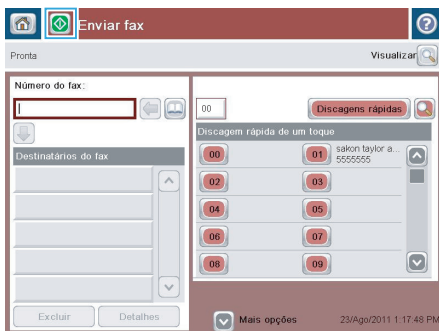 Enviar fax
Pronta
Visualizar
Número do fax:
00
Discagens rápidas
Discagem rápida de um toque
00
01
sakon taylor a...
5555555
Destinatários do fax
02
03
04
05
06
07
08
09
Excluir
Detalhes
Mais opções
23/Ago/2011 1:17:48 PM